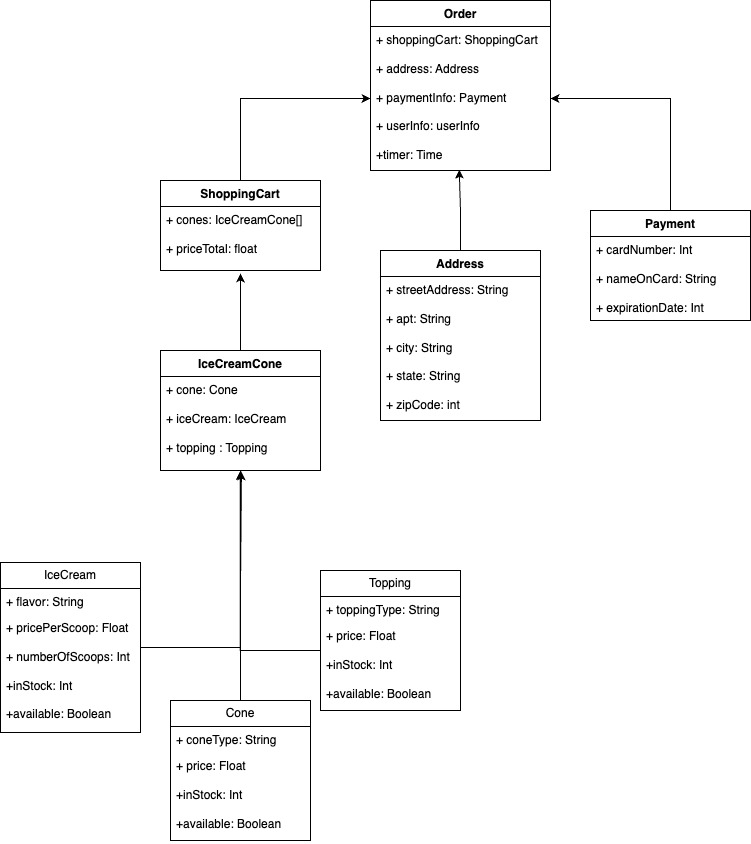 Order
+ shoppingCart: ShoppingCart
+ address: Address
+ paymentInfo: Payment
+ userInfo: userInfo
+timer: Time
ShoppingCart
+ cones: IceCreamCone[]
+ priceTotal: float
Payment
+ cardNumber: Int
+ nameOnCard: String
+ expirationDate: Int
Address
+ streetAddress: String
+ apt: String
+ city: String
+ state: String
+ zipCode: int
IceCreamCone
+ cone: Cone
+ iceCream: IceCream
+ topping : Topping
IceCream
+ flavor: String
+ pricePerScoop: Float
+ numberOfScoops: Int
+inStock: Int
+available: Boolean
Topping
+ toppingType: String
+ price: Float
+inStock: Int
+available: Boolean
Cone
+ coneType: String
+ price: Float
+inStock: Int
+available: Boolean